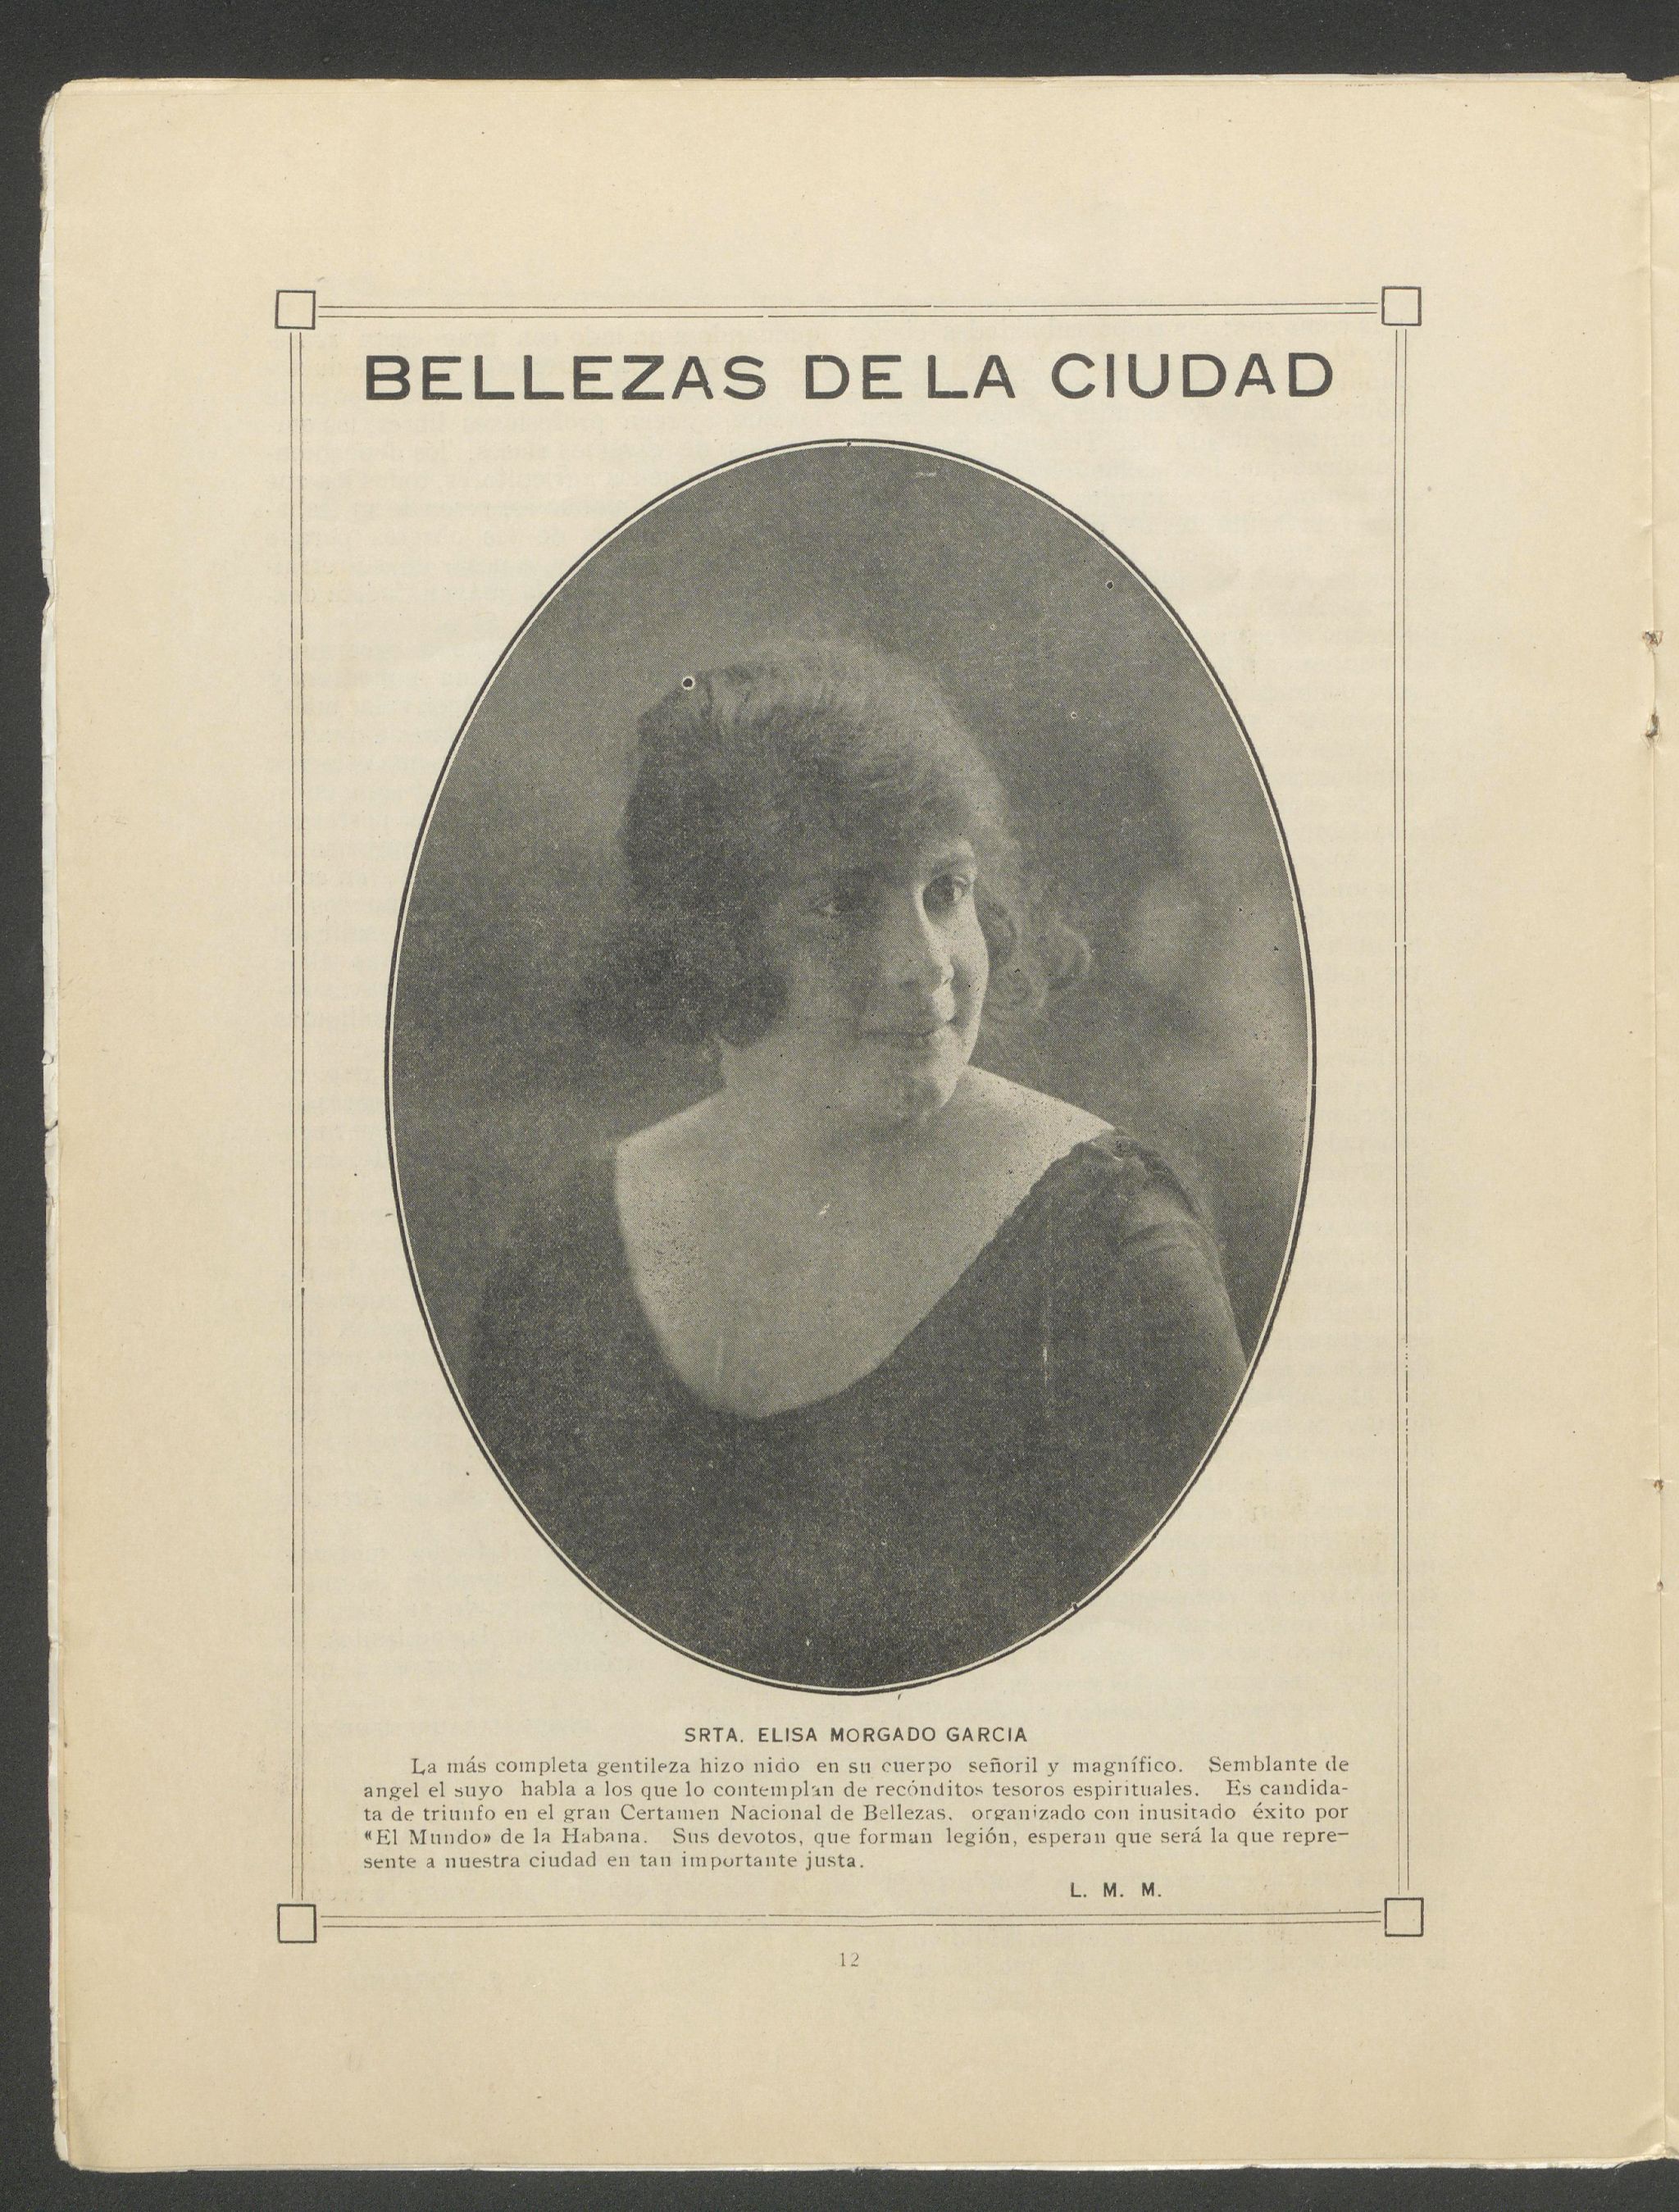 BELLEZAS DE LA CIUDAD
SRTA. ELISA MORGADO GARCIA
La más completa gentileza hizo nido en su cuerpo señoril y magnífico. Semblante de
angel el suyo habla a los que lo contemplan de recónditos tesoros espirituales. Es candida-
ta de triunfo en el gran Certamen Nacional de Bellezas, organizado con inusitado éxito por
«El Mundo» de la Habana. Sus devotos, que forman legión, esperan que será la que repre-
sente a nuestra ciudad en tan importante justa.
L. M. M.
12